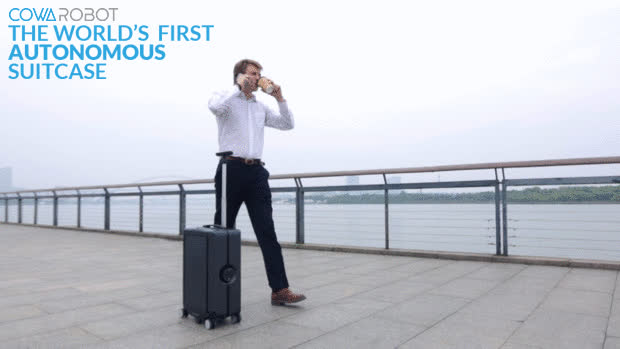 COWAROBOT
THE WORLD'S FIRST
AUTONOMOUS
SUITCASE